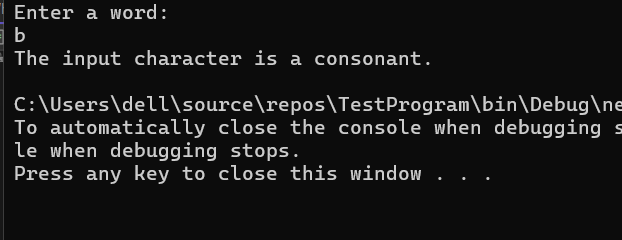 Enter a word:
b
The input character is a consonant.
C:\Users\dell\source\repos\TestProgram\bin\Debug\ne
To automatically close the console when debugging s
le when debugging stops.
Press any key to close this window . . .